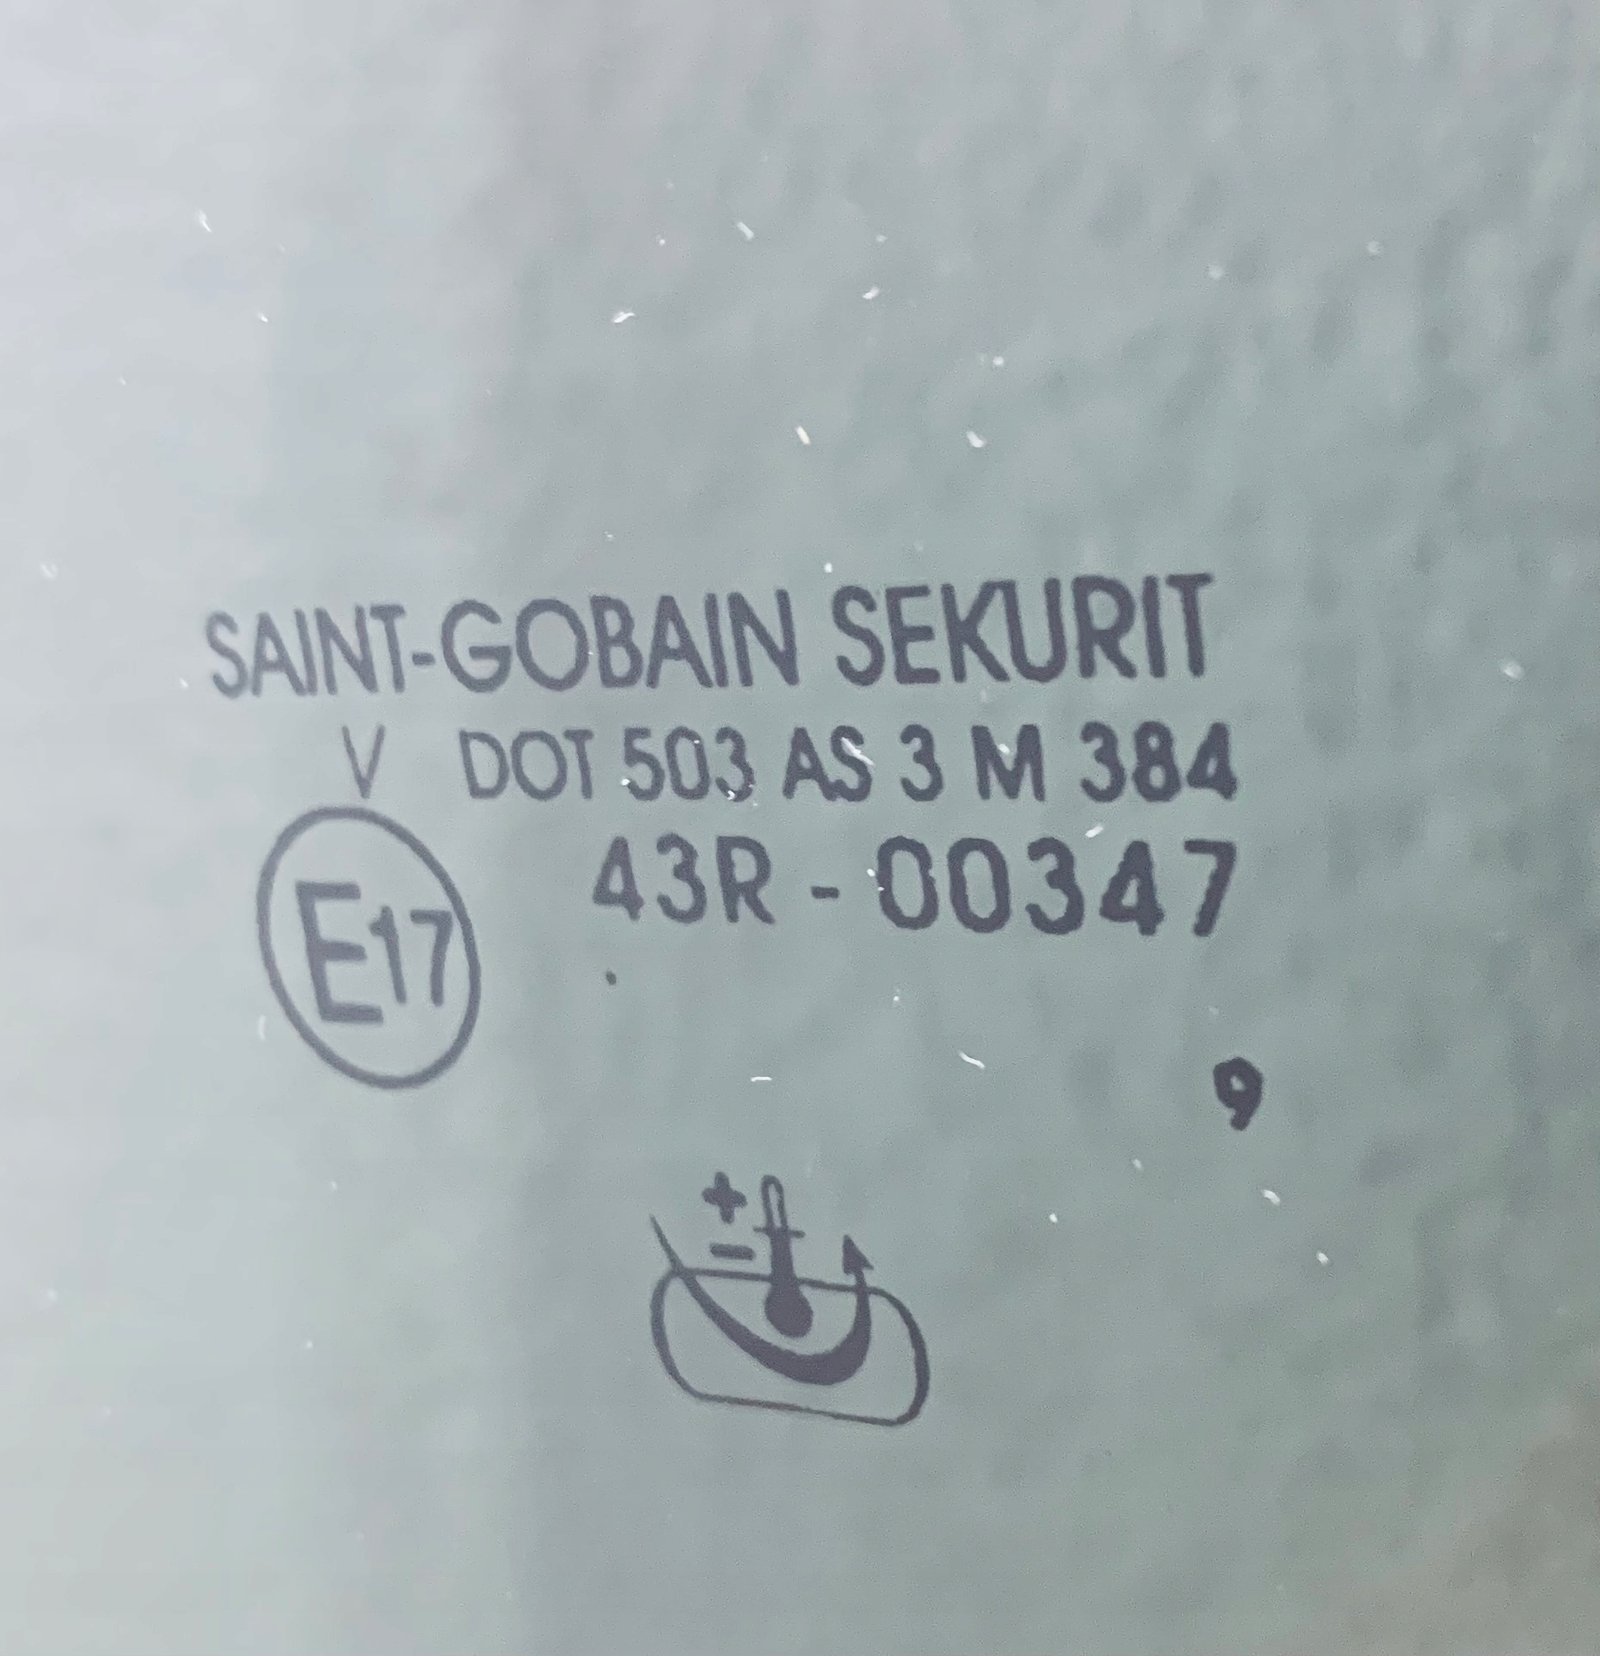 SAINT-GOBAIN SEKURIT
V DOT 503 AS 3 M 384
E17 43R - 00347
9
+
-